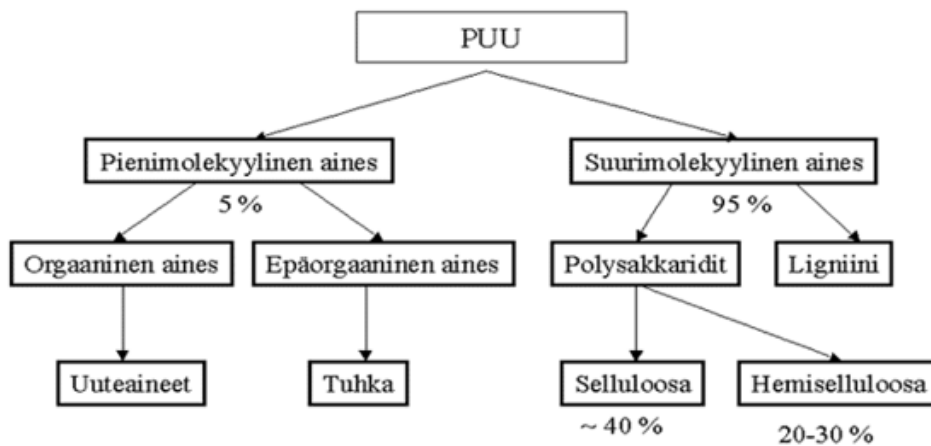 PUU
Pienimolekyylinen aines
Suurimolekyylinen aines
5 %
95 %
Orgaaninen aines
Epäorgaaninen aines
Polysakkaridit
Ligniini
Uuteaineet
Tuhka
Selluloosa
Hemiselluloosa
~ 40 %
20-30 %